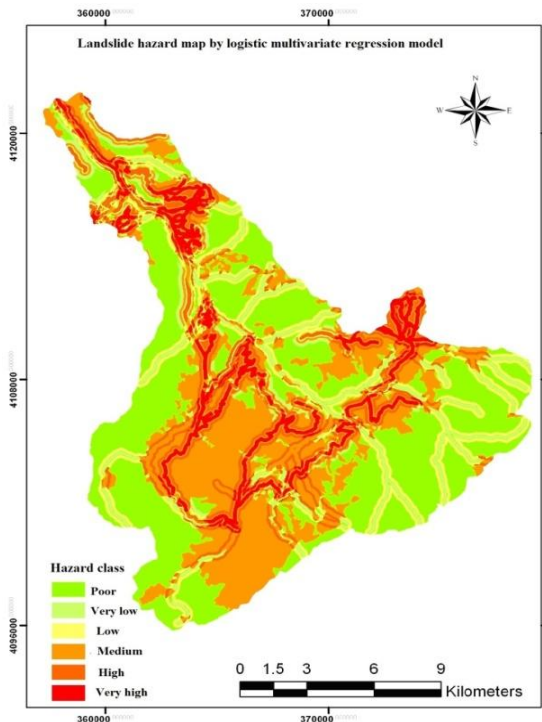 360000 370000
Landslide hazard map by logistic multivariate regression model
N
W E
S
4120000
4108000
4096000
Hazard class
Poor
Very low
Low
Medium
High
Very high
0 1.5 3 6 9
Kilometers
360000 370000